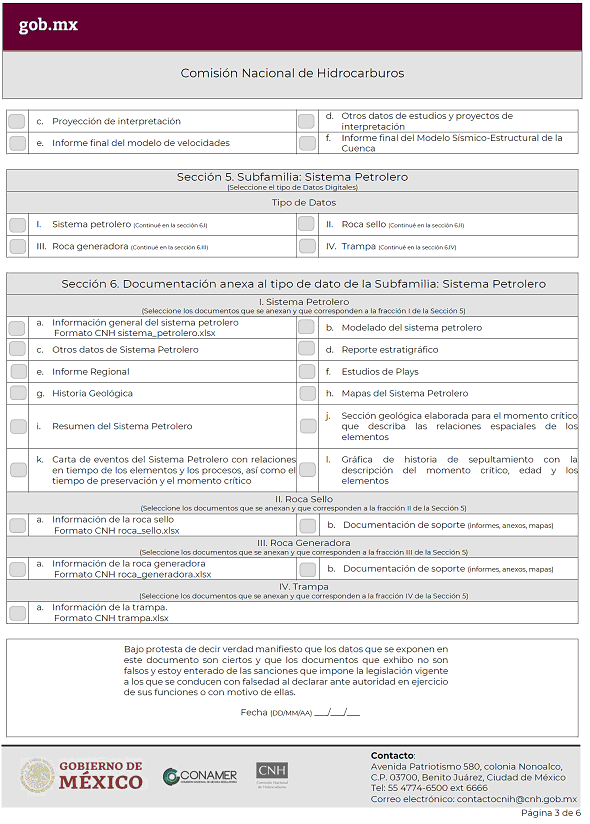 gob.mx
Comisión Nacional de Hidrocarburos
c. Proyección de interpretación
d. Otros datos de estudios y proyectos de
interpretación
e. Informe final del modelo de velocidades
f. Informe final del Modelo Sísmico-Estructural de la
Cuenca
Sección 5. Subfamilia: Sistema Petrolero
(Seleccione el tipo de Datos Digitales)
Tipo de Datos
I. Sistema petrolero (Continué en la sección 6.I)
II. Roca sello (Continué en la sección 6.II)
III. Roca generadora (Continué en la sección 6.III)
IV. Trampa (Continué en la sección 6.IV)
Sección 6. Documentación anexa al tipo de dato de la Subfamilia: Sistema Petrolero
I. Sistema Petrolero
(Seleccione los documentos que se anexan y que corresponden a la fracción I de la Sección 5)
a. Información general del sistema petrolero
Formato CNH sistema_petrolero.xlsx
b. Modelado del sistema petrolero
c. Otros datos de Sistema Petrolero
d. Reporte estratigráfico
e. Informe Regional
f. Estudios de Plays
g. Historia Geológica
h. Mapas del Sistema Petrolero
i. Resumen del Sistema Petrolero
j. Sección geológica elaborada para el momento crítico
que describa las relaciones espaciales de los
elementos
k. Carta de eventos del Sistema Petrolero con relaciones
en tiempo de los elementos y los procesos, así como el
tiempo de preservación y el momento crítico
l. Gráfica de historia de sepultamiento con la
descripción del momento crítico, edad y los
elementos
II. Roca Sello
(Seleccione los documentos que se anexan y que corresponden a la fracción II de la Sección 5)
a. Información de la roca sello
Formato CNH roca_sello.xlsx
b. Documentación de soporte (informes, anexos, mapas)
III. Roca Generadora
(Seleccione los documentos que se anexan y que corresponden a la fracción III de la Sección 5)
a. Información de la roca generadora
Formato CNH roca_generadora.xlsx
b. Documentación de soporte (informes, anexos, mapas)
IV. Trampa
(Seleccione los documentos que se anexan y que corresponden a la fracción IV de la Sección 5)
a. Información de la trampa.
Formato CNH trampa.xlsx
Bajo protesta de decir verdad manifiesto que los datos que se exponen en
este documento son ciertos y que los documentos que exhibo no son
falsos y estoy enterado de las sanciones que impone la legislación vigente
a los que se conducen con falsedad al declarar ante autoridad en ejercicio
de sus funciones o con motivo de ellas.
Fecha (DD/MM/AA) ___/___/___
GOBIERNO DE
MÉXICO
CONAMER
CNH
Comisión Nacional
de Hidrocarburos
Contacto:
Avenida Patriotismo 580, colonia Nonoalco,
C.P. 03700, Benito Juárez, Ciudad de México
Tel: 55 4774-6500 ext 6666
Correo electrónico: contactocnih@cnh.gob.mx
Página 3 de 6